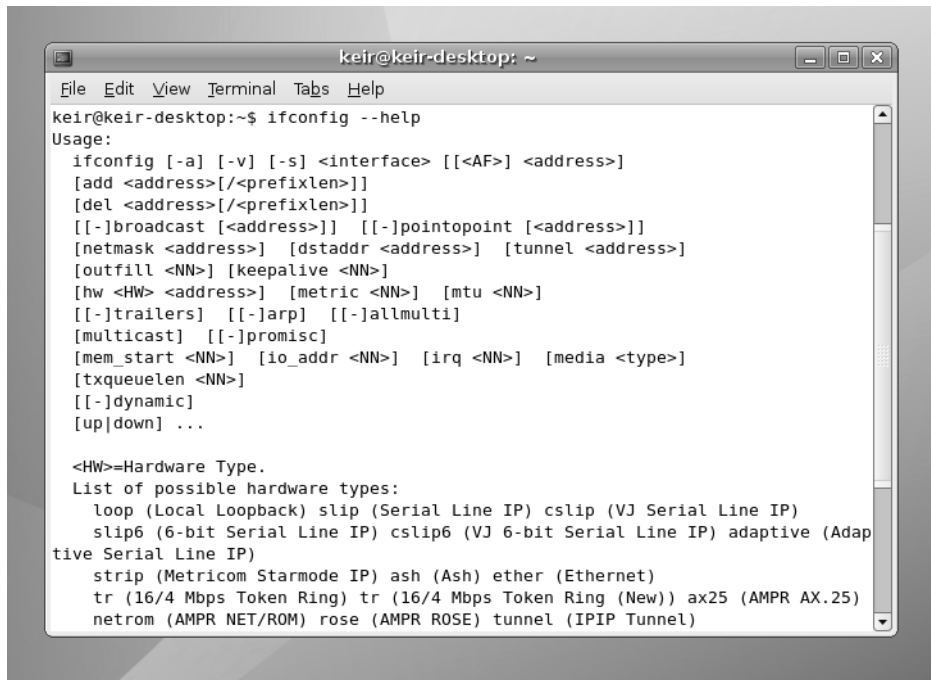 keir@keir-desktop: ~
File Edit View Terminal Tabs Help
keir@keir-desktop:~$ ifconfig --help
Usage:
  ifconfig [-a] [-v] [-s] <interface> [[<AF>] <address>]
  [add <address>[/<prefixlen>]]
  [del <address>[/<prefixlen>]]
  [[-]broadcast [<address>]]  [[-]pointopoint [<address>]]
  [netmask <address>]  [dstaddr <address>]  [tunnel <address>]
  [outfill <NN>] [keepalive <NN>]
  [hw <HW> <address>]  [metric <NN>]  [mtu <NN>]
  [[-]trailers]  [[-]arp]  [[-]allmulti]
  [multicast]  [[-]promisc]
  [mem_start <NN>]  [io_addr <NN>]  [irq <NN>]  [media <type>]
  [txqueuelen <NN>]
  [[-]dynamic]
  [up|down] ...

  <HW>=Hardware Type.
  List of possible hardware types:
    loop (Local Loopback) slip (Serial Line IP) cslip (VJ Serial Line IP)
    slip6 (6-bit Serial Line IP) cslip6 (VJ 6-bit Serial Line IP) adaptive (Adap
tive Serial Line IP)
    strip (Metricom Starmode IP) ash (Ash) ether (Ethernet)
    tr (16/4 Mbps Token Ring) tr (16/4 Mbps Token Ring (New)) ax25 (AMPR AX.25)
    netrom (AMPR NET/ROM) rose (AMPR ROSE) tunnel (IPIP Tunnel)